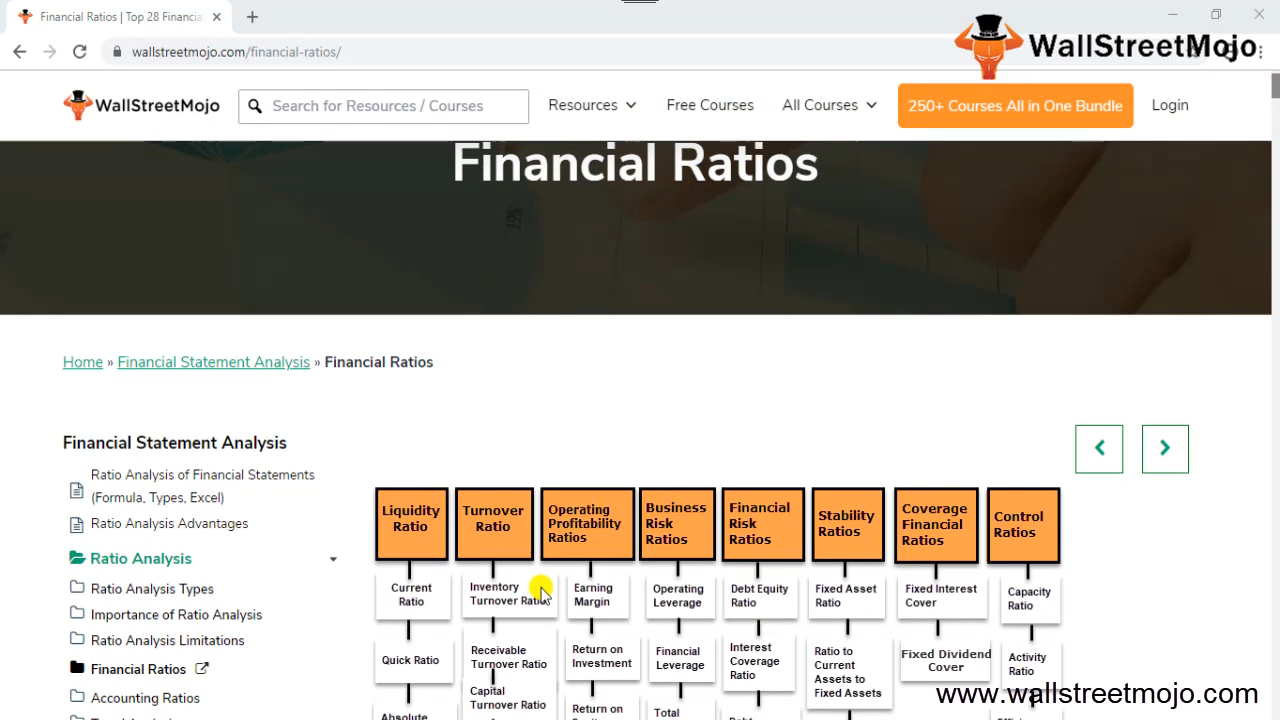 Financial Ratios | Top 28 Financia
wallstreetmojo.com/financial-ratios/
WallStreetMojo
WallStreetMojo
Search for Resources / Courses
Resources
Free Courses
All Courses
250+ Courses All in One Bundle
Login
Financial Ratios
Home » Financial Statement Analysis » Financial Ratios
Financial Statement Analysis
Ratio Analysis of Financial Statements
(Formula, Types, Excel)
Ratio Analysis Advantages
Ratio Analysis
Ratio Analysis Types
Importance of Ratio Analysis
Ratio Analysis Limitations
Financial Ratios
Accounting Ratios
Liquidity
Ratio
Turnover
Ratio
Operating
Profitability
Ratios
Business
Risk
Ratios
Financial
Risk
Ratios
Stability
Ratios
Coverage
Financial
Ratios
Control
Ratios
Current
Ratio
Inventory
Turnover Ratio
Earning
Margin
Operating
Leverage
Debt Equity
Ratio
Fixed Asset
Ratio
Fixed Interest
Cover
Capacity
Ratio
Quick Ratio
Receivable
Turnover Ratio
Return on
Investment
Financial
Leverage
Interest
Coverage
Ratio
Ratio to
Current
Assets to
Fixed Assets
Fixed Dividend
Cover
Activity
Ratio
Absolute
Capital
Turnover Ratio
Return on
Total
www.wallstreetmojo.com